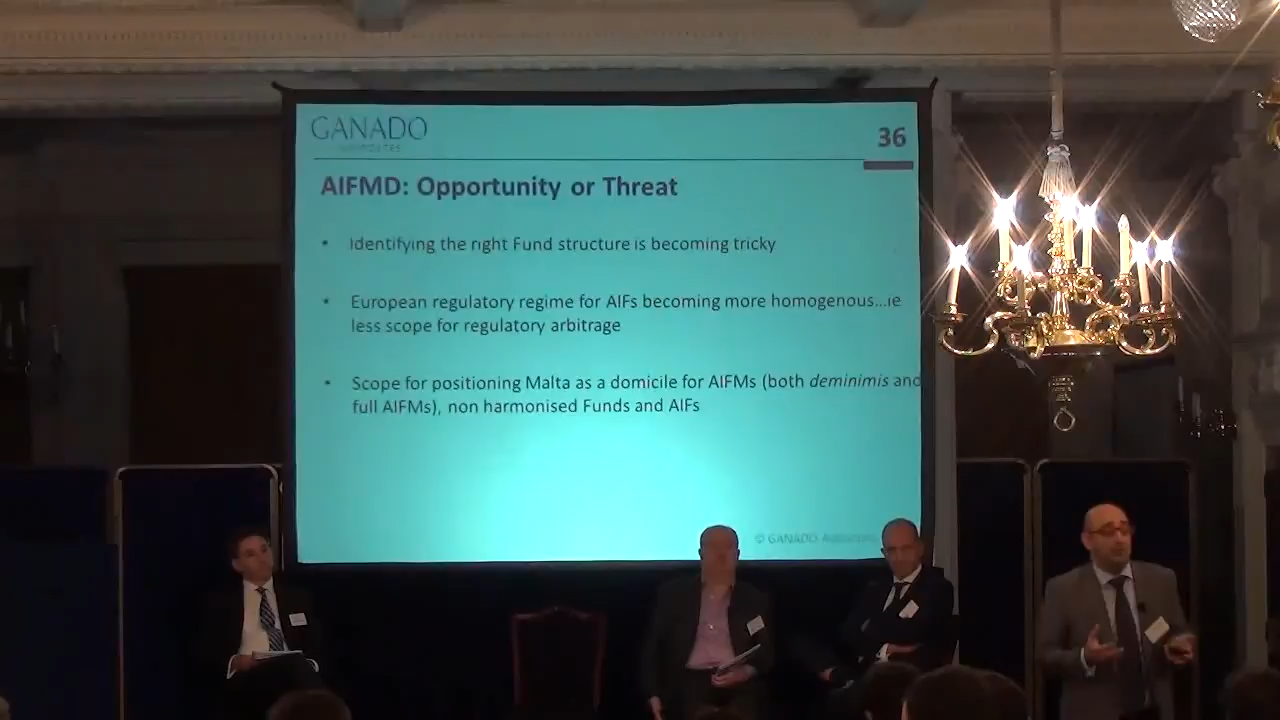 GANADO
ADVOCATES
36
AIFMD: Opportunity or Threat
• Identifying the right Fund structure is becoming tricky
• European regulatory regime for AIFs becoming more homogenous...ie
less scope for regulatory arbitrage
• Scope for positioning Malta as a domicile for AIFMs (both deminimis and
full AIFMs), non harmonised Funds and AIFs
© GANADO Advocates